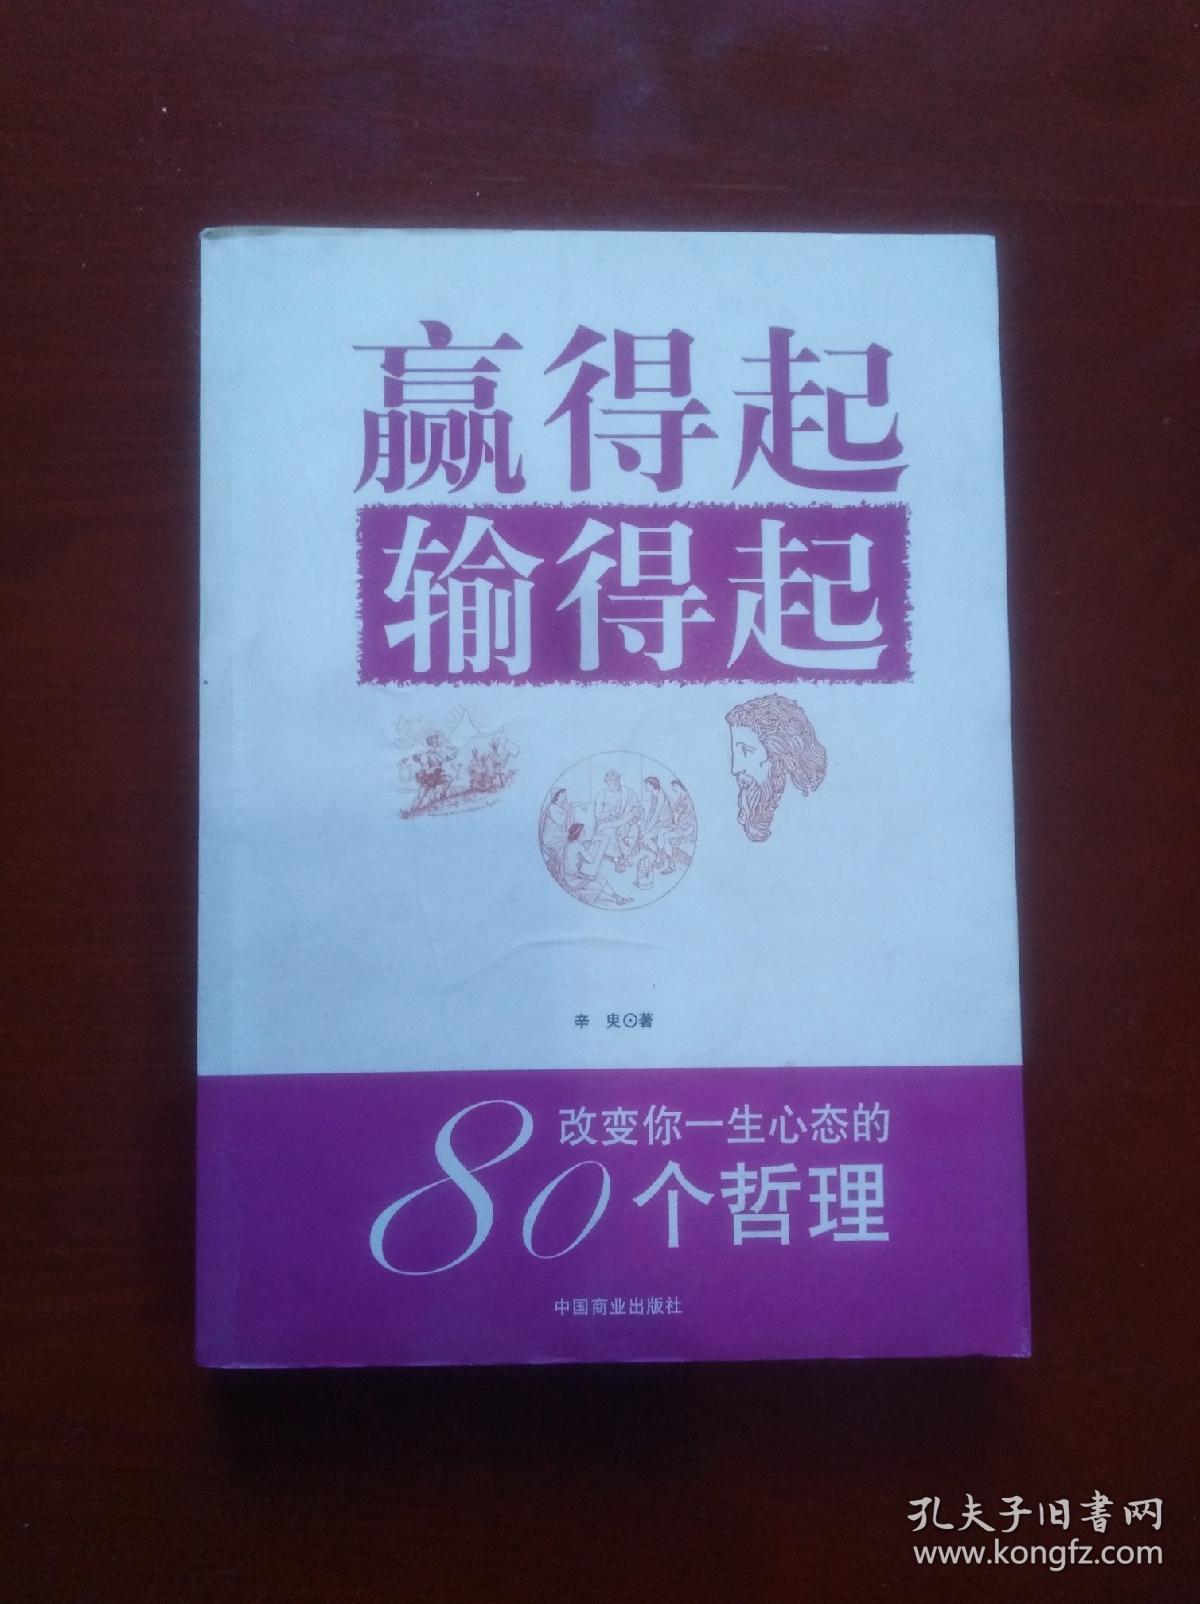 赢得起
输得起
辛 㬰⊙著
改变你一生心态的
80个哲理
中国商业出版社
孔夫子旧书网
www.kongfz.com